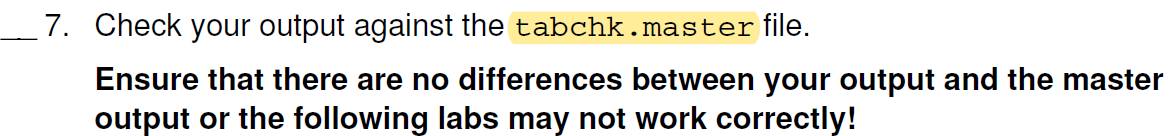 __ 7. Check your output against the tabchk.master file.
Ensure that there are no differences between your output and the master
output or the following labs may not work correctly!